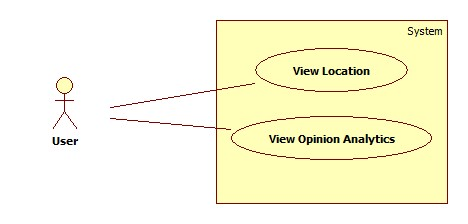 System
View Location
User
View Opinion Analytics